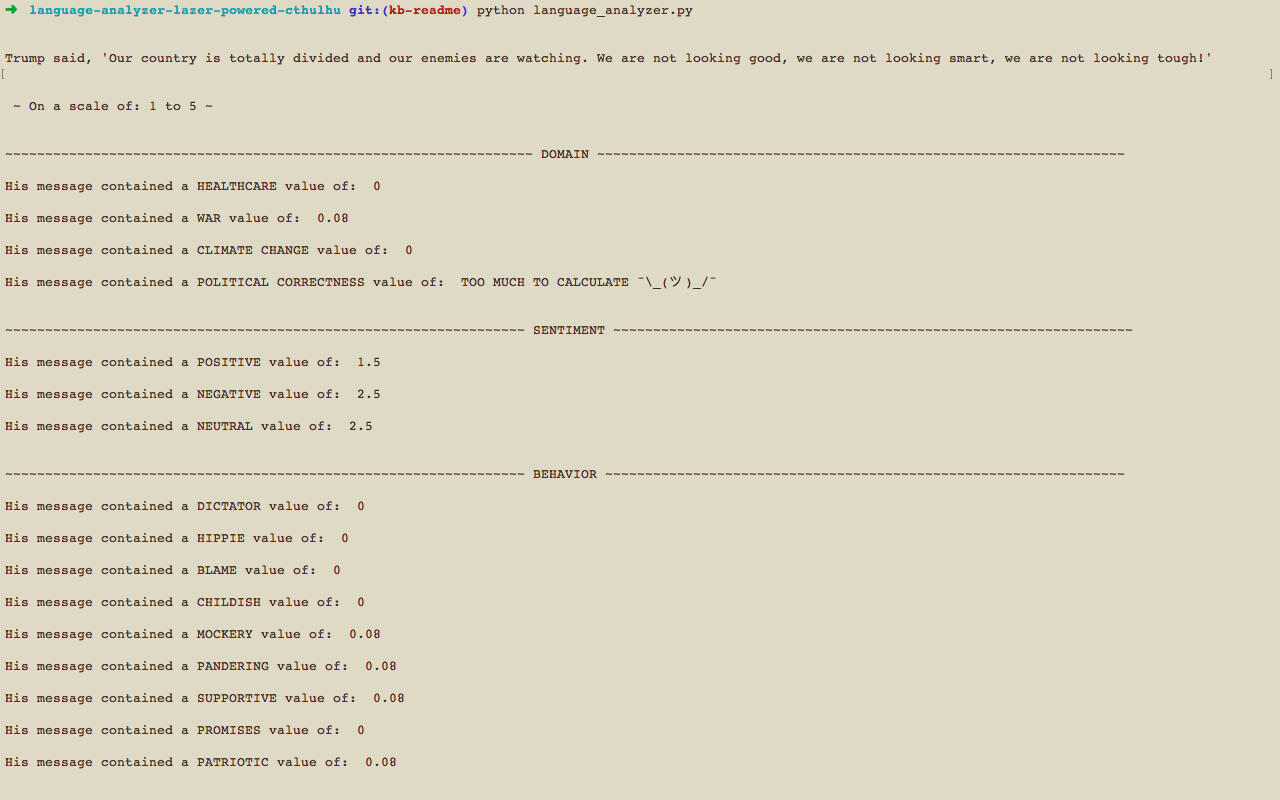 ➜ language-analyzer-lazer-powered-cthulhu git:(kb-readme) python language_analyzer.py
Trump said, 'Our country is totally divided and our enemies are watching. We are not looking good, we are not looking smart, we are not looking tough!'
[ ]
~ On a scale of: 1 to 5 ~
~~~~~~~~~~~~~~~~~~~~~~~~~~~~~~~~~~~~~~~~~~~~~~~~~~~~~~~~~~~~~~~~~~ DOMAIN ~~~~~~~~~~~~~~~~~~~~~~~~~~~~~~~~~~~~~~~~~~~~~~~~~~~~~~~~~~~~~~~~~~
His message contained a HEALTHCARE value of:  0
His message contained a WAR value of:  0.08
His message contained a CLIMATE CHANGE value of:  0
His message contained a POLITICAL CORRECTNESS value of:  TOO MUCH TO CALCULATE ¯\_(ツ)_/¯
~~~~~~~~~~~~~~~~~~~~~~~~~~~~~~~~~~~~~~~~~~~~~~~~~~~~~~~~~~~~~~~~~ SENTIMENT ~~~~~~~~~~~~~~~~~~~~~~~~~~~~~~~~~~~~~~~~~~~~~~~~~~~~~~~~~~~~~~~~~
His message contained a POSITIVE value of:  1.5
His message contained a NEGATIVE value of:  2.5
His message contained a NEUTRAL value of:  2.5
~~~~~~~~~~~~~~~~~~~~~~~~~~~~~~~~~~~~~~~~~~~~~~~~~~~~~~~~~~~~~~~~~ BEHAVIOR ~~~~~~~~~~~~~~~~~~~~~~~~~~~~~~~~~~~~~~~~~~~~~~~~~~~~~~~~~~~~~~~~~
His message contained a DICTATOR value of:  0
His message contained a HIPPIE value of:  0
His message contained a BLAME value of:  0
His message contained a CHILDISH value of:  0
His message contained a MOCKERY value of:  0.08
His message contained a PANDERING value of:  0.08
His message contained a SUPPORTIVE value of:  0.08
His message contained a PROMISES value of:  0
His message contained a PATRIOTIC value of:  0.08